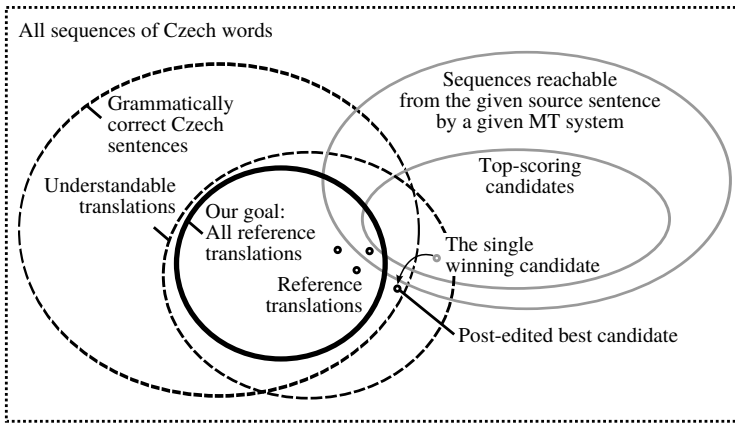 All sequences of Czech words
Sequences reachable
from the given source sentence
by a given MT system
Grammatically
correct Czech
sentences
Top-scoring
candidates
Understandable
translations
Our goal:
All reference
translations
The single
winning candidate
Reference
translations
Post-edited best candidate